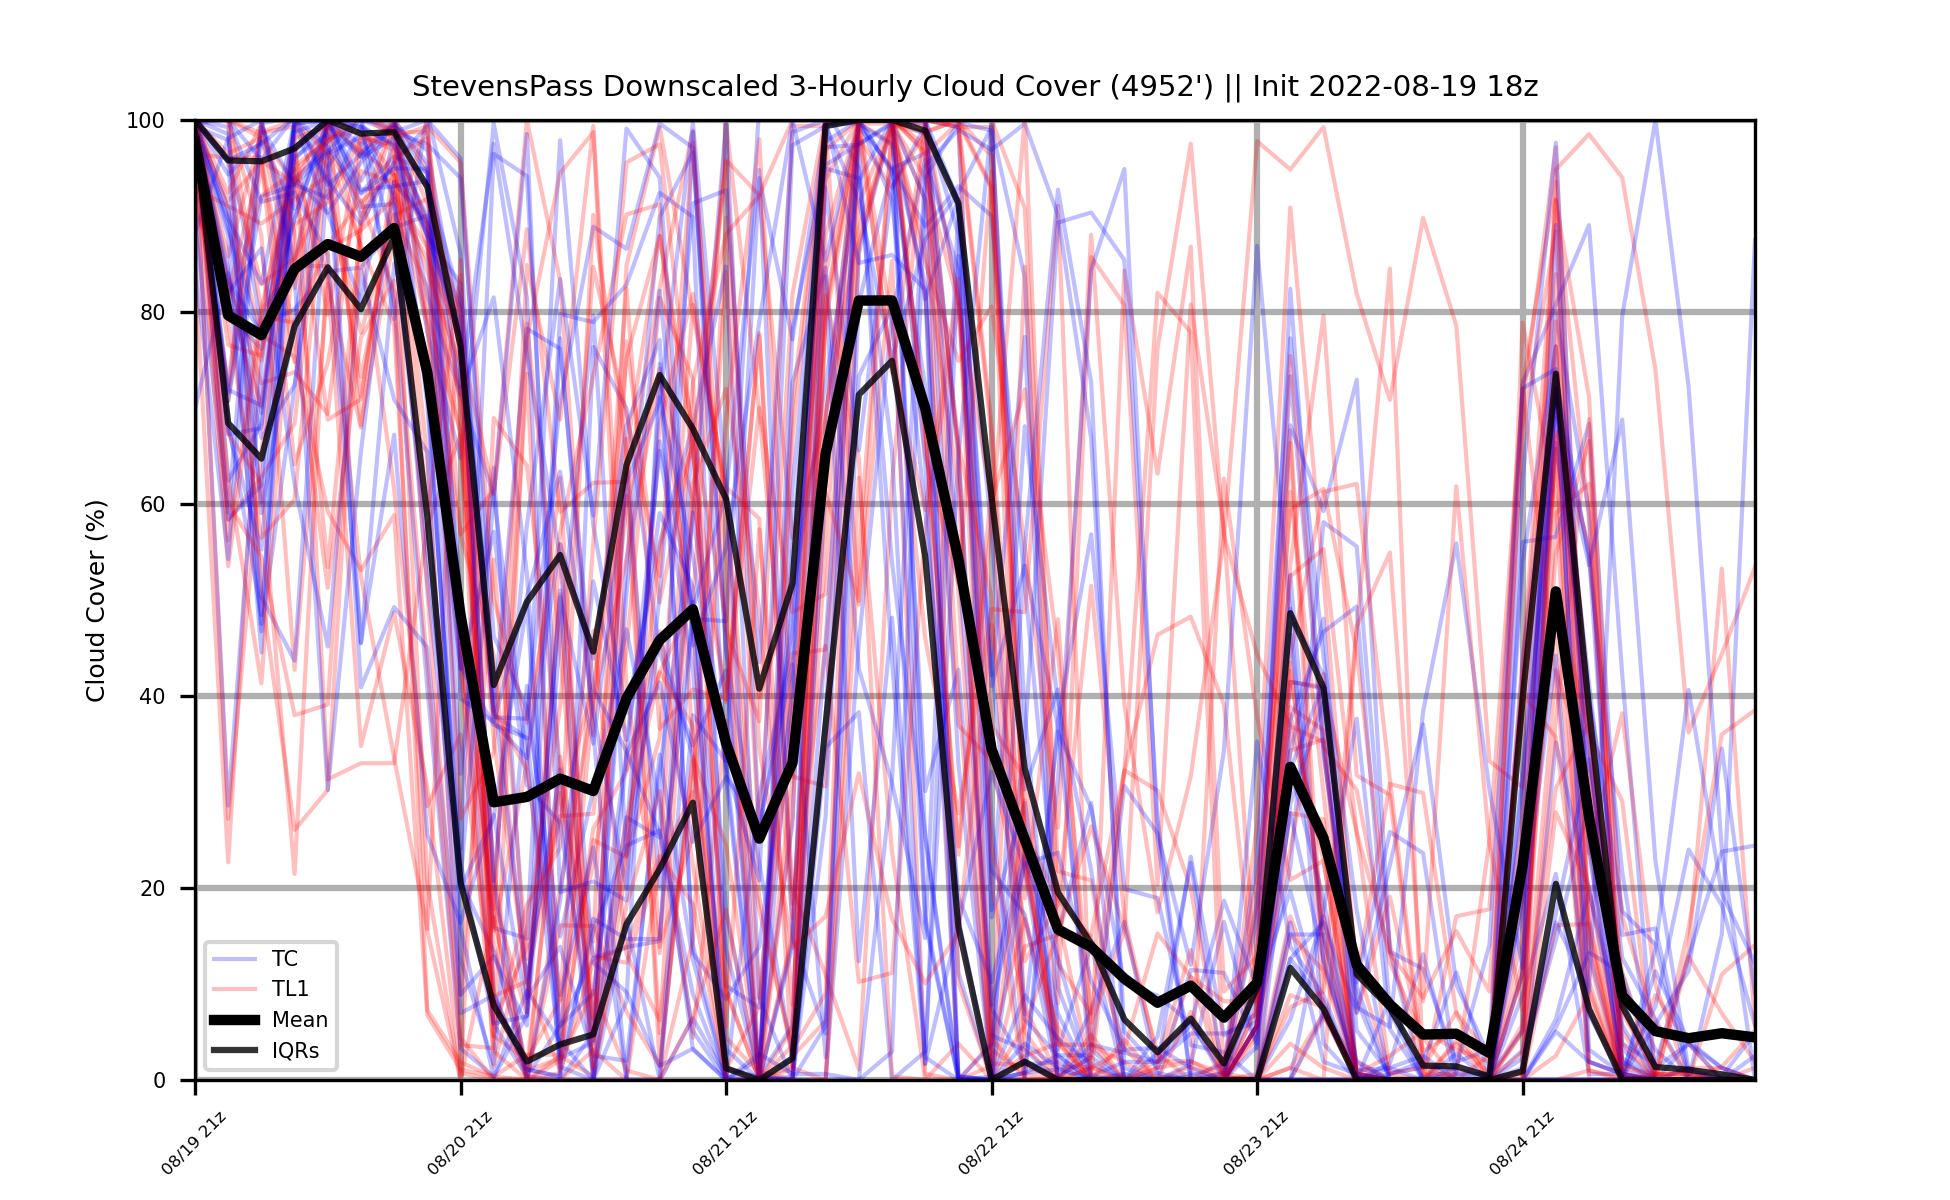 StevensPass Downscaled 3-Hourly Cloud Cover (4952') || Init 2022-08-19 18z
Cloud Cover (%)
100
80
60
40
20
0
TC
TL1
Mean
IQRs
08/19 21z
08/20 21z
08/21 21z
08/22 21z
08/23 21z
08/24 21z